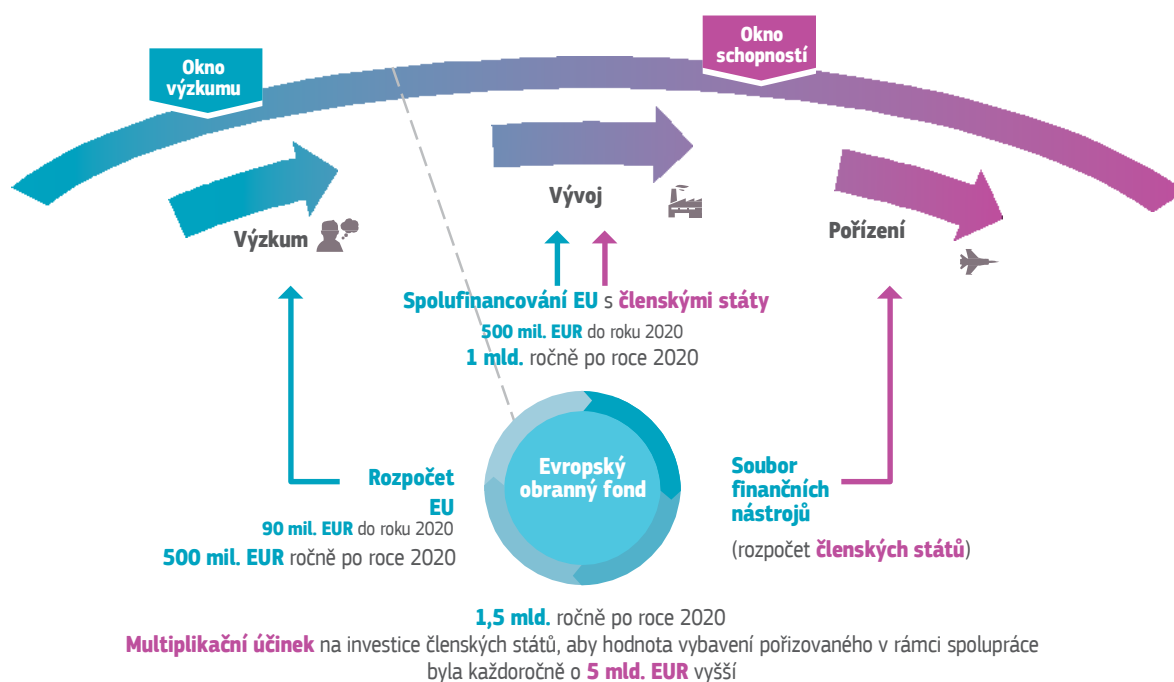 Okno
výzkumu
Okno
schopností
Výzkum
Vývoj
Pořízení
Spolufinancování EU s členskými státy
500 mil. EUR do roku 2020
1 mld. ročně po roce 2020
Rozpočet
EU
90 mil. EUR do roku 2020
500 mil. EUR ročně po roce 2020
Evropský
obranný fond
Soubor
finančních
nástrojů
(rozpočet členských států)
1,5 mld. ročně po roce 2020
Multiplikační účinek na investice členských států, aby hodnota vybavení pořizovaného v rámci spolupráce
byla každoročně o 5 mld. EUR vyšší